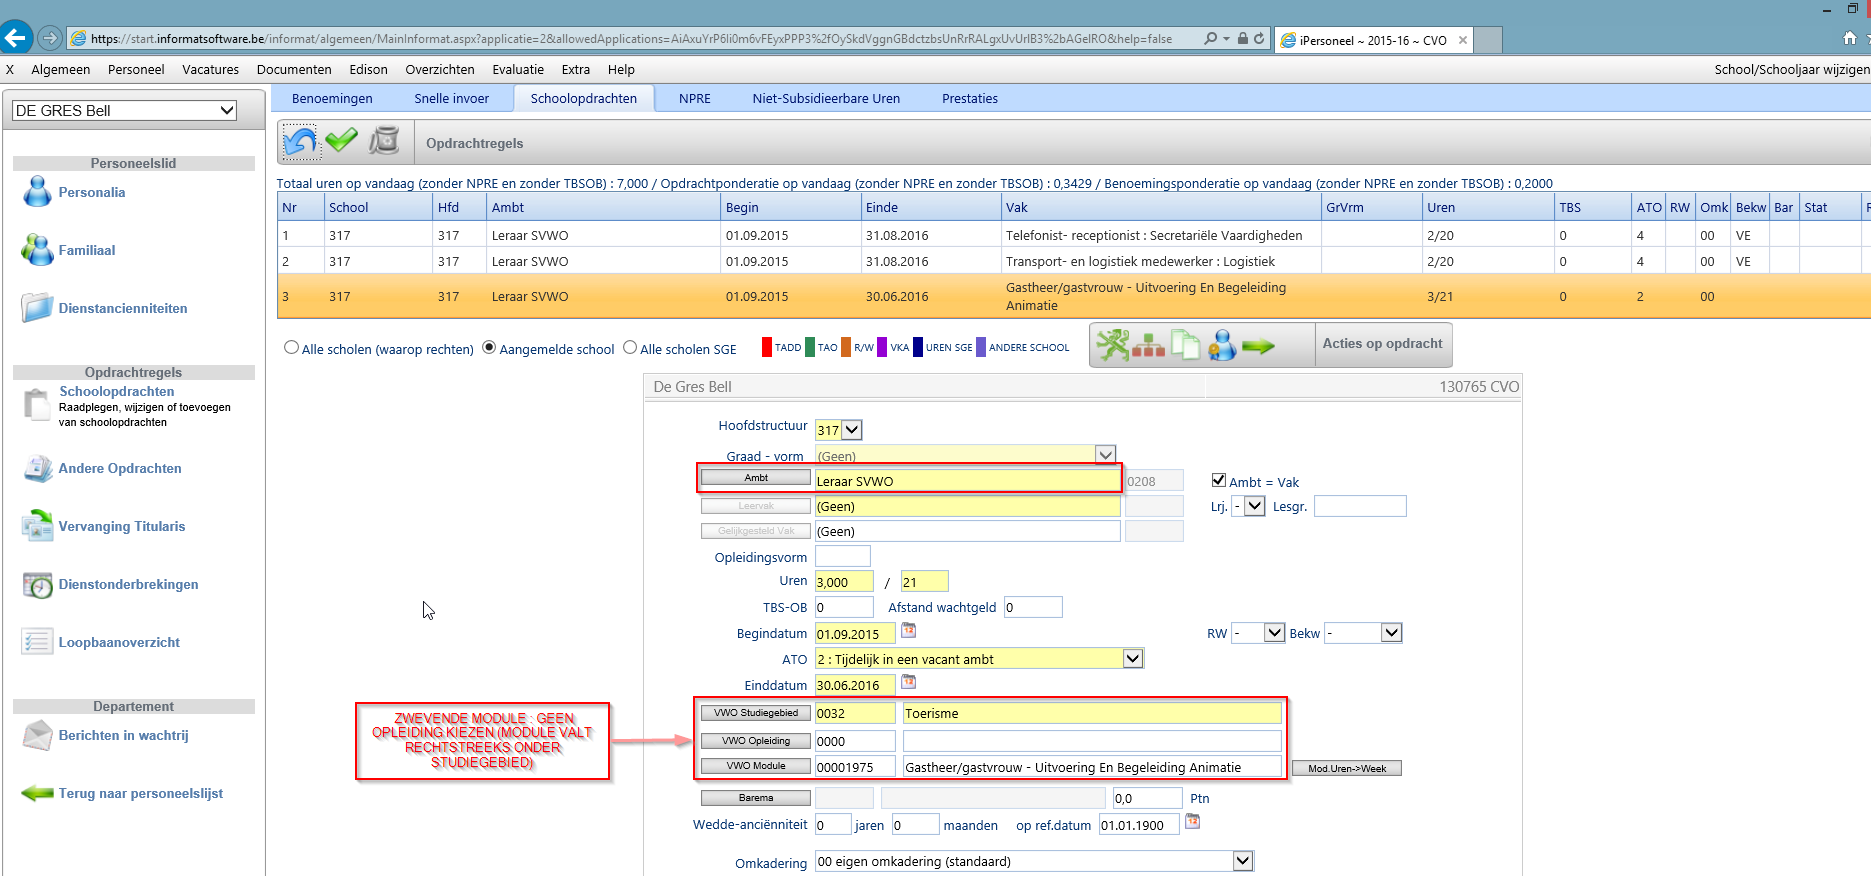 https://start.informatsoftware.be/informat/algemeen/MainInformat.aspx?applicatie=2&allowedApplications=AiAxuYrP6li0m6vFEyxPPP3%2fOySkdVggnGBdctzbsUnRrRALgxUvUrIB3%2bAGeIRO&help=false
iPersoneel ~ 2015-16 ~ CVO
X Algemeen Personeel Vacatures Documenten Edison Overzichten Evaluatie Extra Help School/Schooljaar wijzigen
DE GRES Bell
Benoemingen Snelle invoer Schoolopdrachten NPRE Niet-Subsidieerbare Uren Prestaties
Opdrachtregels
Personeelslid
Personalia
Familiaal
Dienstancienniteiten
Opdrachtregels
Schoolopdrachten
Raadplegen, wijzigen of toevoegen
van schoolopdrachten
Andere Opdrachten
Vervanging Titularis
Dienstonderbrekingen
Loopbaanoverzicht
Departement
Berichten in wachtrij
Terug naar personeelslijst
Totaal uren op vandaag (zonder NPRE en zonder TBSOB) : 7,000 / Opdrachtponderatie op vandaag (zonder NPRE en zonder TBSOB) : 0,3429 / Benoemingsponderatie op vandaag (zonder NPRE en zonder TBSOB) : 0,2000
Nr School Hfd Ambt Begin Einde Vak GrVrm Uren TBS ATO RW Omk Bekw Bar Stat
1 317 317 Leraar SVWO 01.09.2015 31.08.2016 Telefonist- receptionist : Secretariële Vaardigheden 2/20 0 4 00 VE
2 317 317 Leraar SVWO 01.09.2015 31.08.2016 Transport- en logistiek medewerker : Logistiek 2/20 0 4 00 VE
3 317 317 Leraar SVWO 01.09.2015 30.06.2016 Gastheer/gastvrouw - Uitvoering En Begeleiding 3/21 0 2 00
Animatie
Alle scholen (waarop rechten) Aangemelde school Alle scholen SGE TADD TAO R/W VKA UREN SGE ANDERE SCHOOL Acties op opdracht
De Gres Bell 130765 CVO
Hoofdstructuur 317
Graad - vorm (Geen)
Ambt Leraar SVWO 0208 Ambt = Vak
Leervak (Geen) Lrj. - Lesgr.
Gelijkgesteld Vak (Geen)
Opleidingsvorm
Uren 3,000 / 21
TBS-OB 0 Afstand wachtgeld 0
Begindatum 01.09.2015 RW - Bekw -
ATO 2 : Tijdelijk in een vacant ambt
Einddatum 30.06.2016
ZWEVENDE MODULE : GEEN
OPLEIDING KIEZEN (MODULE VALT
RECHTSTREEKS ONDER
STUDIEGEBIED)
VWO Studiegebied 0032 Toerisme
VWO Opleiding 0000
VWO Module 00001975 Gastheer/gastvrouw - Uitvoering En Begeleiding Animatie Mod.Uren->Week
Barema 0,0 Ptn
Wedde-anciënniteit 0 jaren 0 maanden op ref.datum 01.01.1900
Omkadering 00 eigen omkadering (standaard)